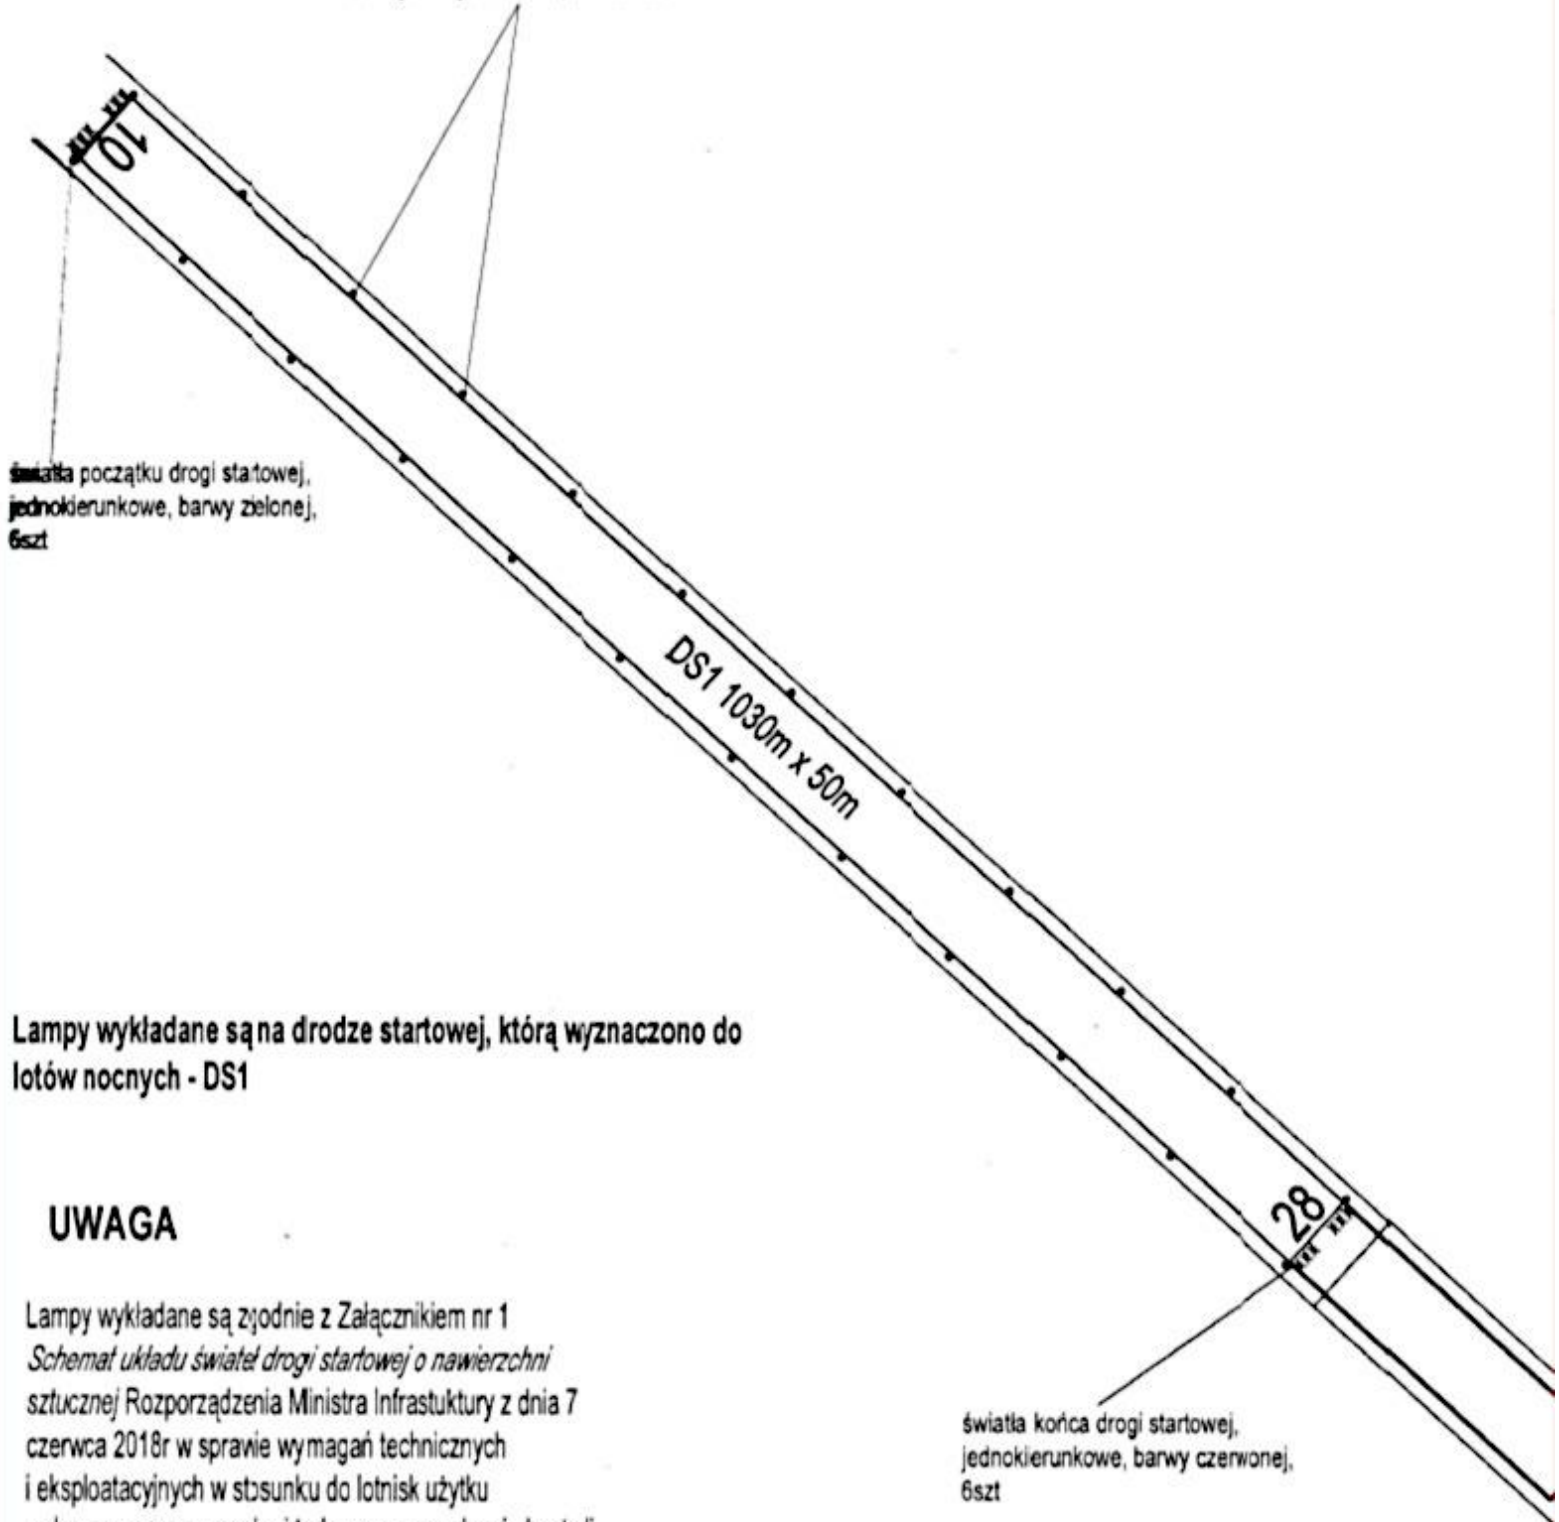 10
światła początku drogi startowej,
jednokierunkowe, barwy zielonej,
6szt
DS1 1030m x 50m
Lampy wykładane są na drodze startowej, którą wyznaczono do
lotów nocnych - DS1
28
UWAGA
Lampy wykładane są zgodnie z Załącznikiem nr 1
Schemat układu świateł drogi startowej o nawierzchni
sztucznej Rozporządzenia Ministra Infrastuktury z dnia 7
czerwca 2018r w sprawie wymagań technicznych
i eksploatacyjnych w stosunku do lotnisk użytku
światła końca drogi startowej,
jednokierunkowe, barwy czerwonej,
6szt